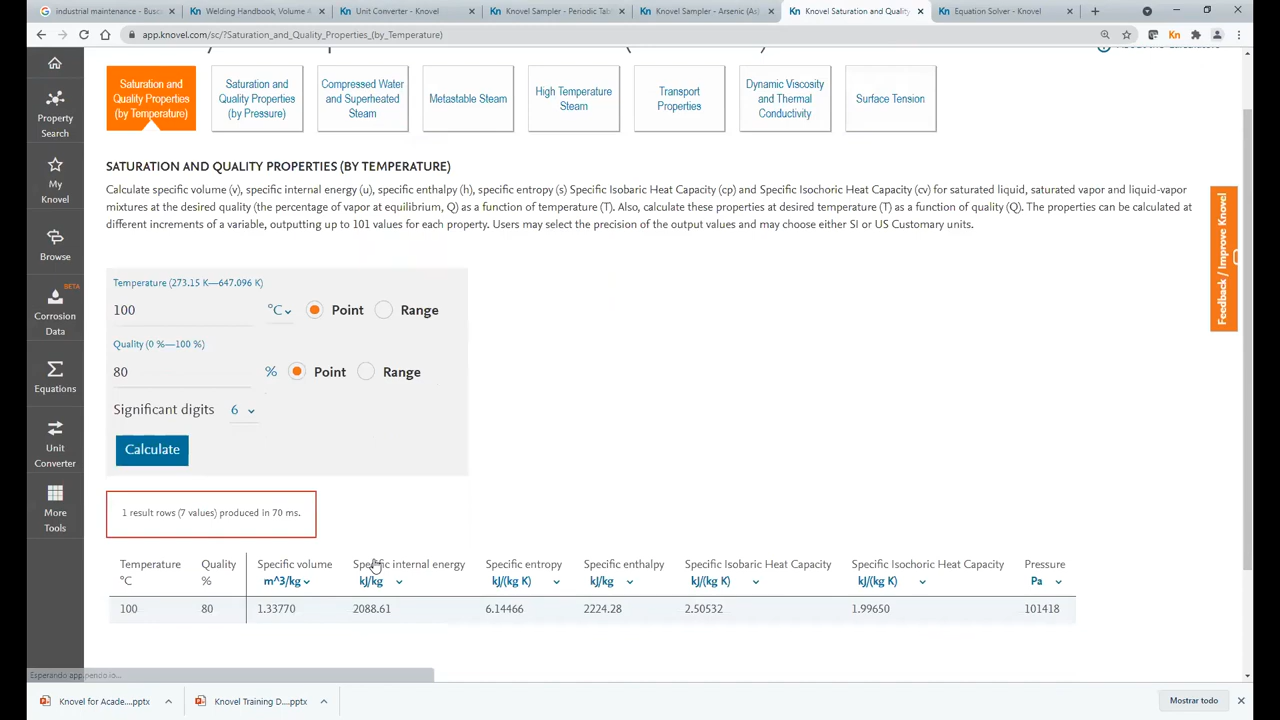 industrial maintenance - Busc
Welding Handbook, Volume A
Unit Converter - Knovel
Knovel Sampler - Periodic Tab
Knovel Sampler - Arsenic (As)
Knovel Saturation and Quality
Equation Solver - Knovel
app.knovel.com/sc/?Saturation_and_Quality_Properties_(by_Temperature)
Kn
Property Search
My Knovel
Browse
BETA
Corrosion Data
Equations
Unit Converter
More Tools
Saturation and Quality Properties (by Temperature)
Saturation and Quality Properties (by Pressure)
Compressed Water and Superheated Steam
Metastable Steam
High Temperature Steam
Transport Properties
Dynamic Viscosity and Thermal Conductivity
Surface Tension
SATURATION AND QUALITY PROPERTIES (BY TEMPERATURE)
Calculate specific volume (v), specific internal energy (u), specific enthalpy (h), specific entropy (s) Specific Isobaric Heat Capacity (cp) and Specific Isochoric Heat Capacity (cv) for saturated liquid, saturated vapor and liquid-vapor
mixtures at the desired quality (the percentage of vapor at equilibrium, Q) as a function of temperature (T). Also, calculate these properties at desired temperature (T) as a function of quality (Q). The properties can be calculated at
different increments of a variable, outputting up to 101 values for each property. Users may select the precision of the output values and may choose either SI or US Customary units.
Temperature (273.15 K—647.096 K)
100 °C Point Range
Quality (0 %—100 %)
80 % Point Range
Significant digits 6
Calculate
1 result rows (7 values) produced in 70 ms.
Temperature Quality Specific volume Specific internal energy Specific entropy Specific enthalpy Specific Isobaric Heat Capacity Specific Isochoric Heat Capacity Pressure
°C % m^3/kg kJ/kg kJ/(kg K) kJ/kg kJ/(kg K) kJ/(kg K) Pa
100 80 1.33770 2088.61 6.14466 2224.28 2.50532 1.99650 101418
Feedback / Improve Knovel
Esperando app.pendo.io...
Knovel for Acade....pptx
Knovel Training D....pptx
Mostrar todo